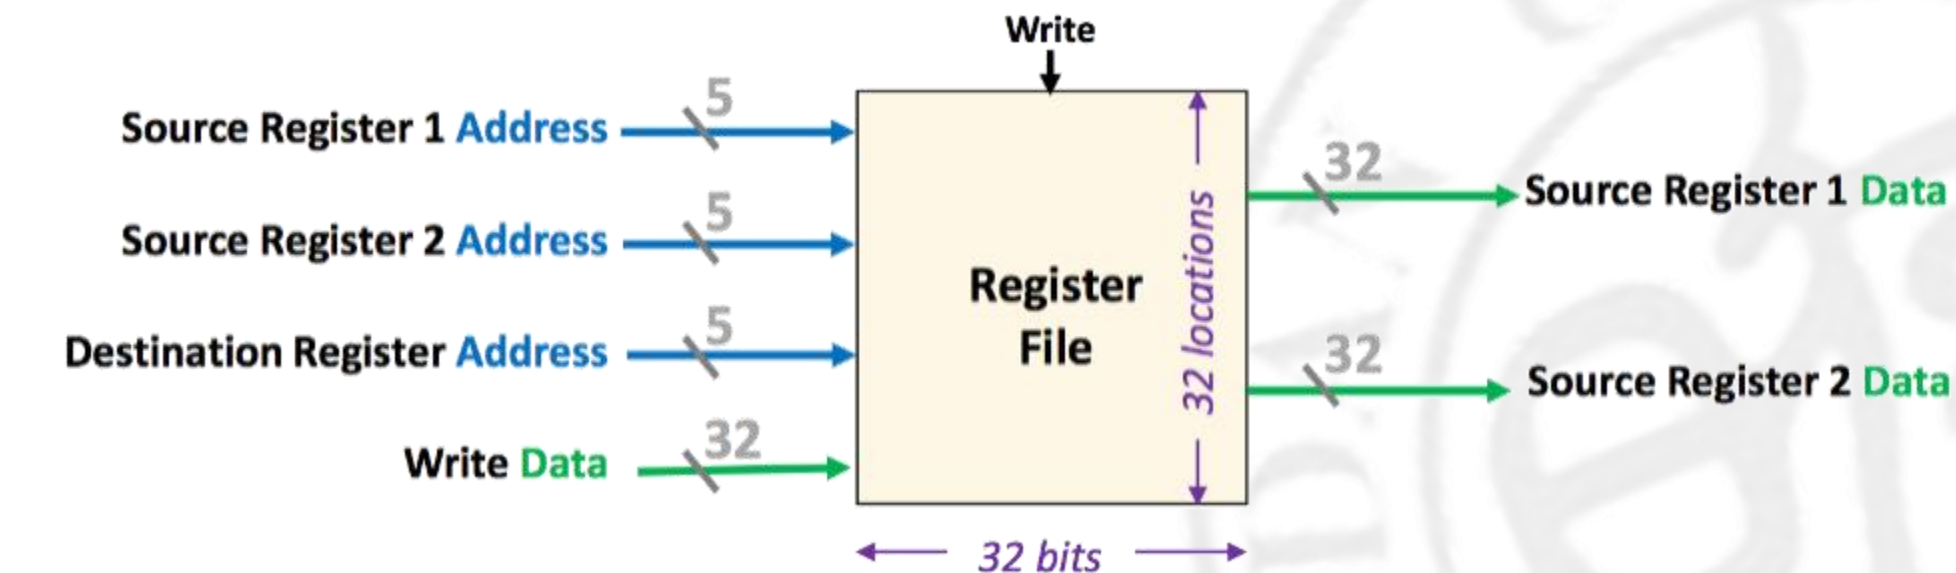 Write
Source Register 1 Address
5
Source Register 2 Address
5
Destination Register Address
5
Write Data
32
Register
File
32 locations
32 bits
32
Source Register 1 Data
32
Source Register 2 Data